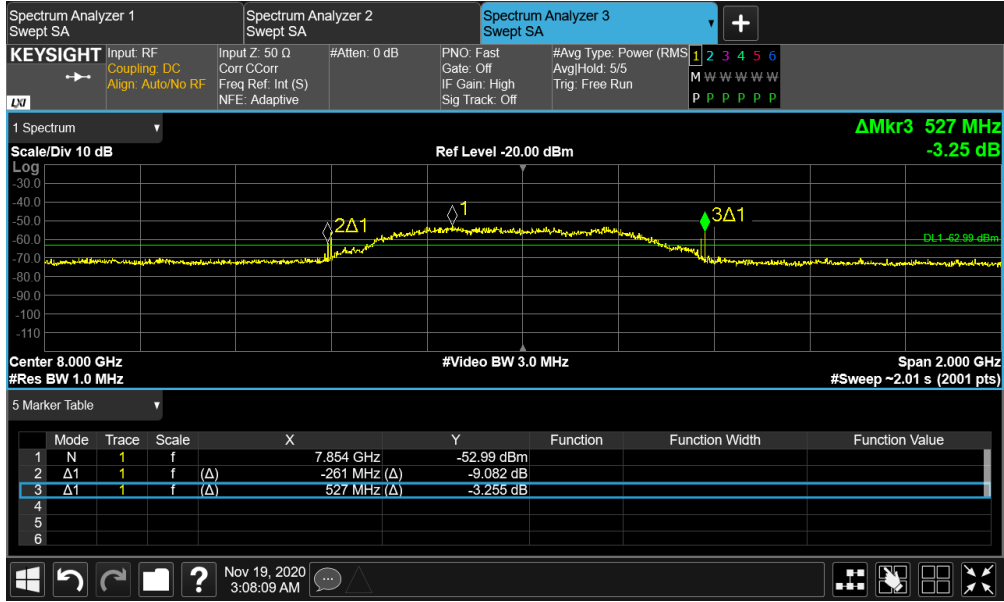 Spectrum Analyzer 1
Swept SA
Spectrum Analyzer 2
Swept SA
Spectrum Analyzer 3
Swept SA
▼
+
KEYSIGHT
LXI
Input: RF
Coupling: DC
Align: Auto/No RF
Input Z: 50 Ω
Corr CCorr
Freq Ref: Int (S)
NFE: Adaptive
#Atten: 0 dB
PNO: Fast
Gate: Off
IF Gain: High
Sig Track: Off
#Avg Type: Power (RMS
Avg|Hold: 5/5
Trig: Free Run
1 2 3 4 5 6
M W W W W W
P P P P P P
1 Spectrum ▼
ΔMkr3 527 MHz
-3.25 dB
Scale/Div 10 dB
Ref Level -20.00 dBm
Log
-30.0
-40.0
-50.0
-60.0
-70.0
-80.0
-90.0
-100
-110
2Δ1
1
3Δ1
DL1 -62.99 dBm
Center 8.000 GHz #Video BW 3.0 MHz Span 2.000 GHz
#Res BW 1.0 MHz #Sweep ~2.01 s (2001 pts)
5 Marker Table ▼
Mode Trace Scale X Y Function Function Width Function Value
1 N 1 f 7.854 GHz -52.99 dBm
2 Δ1 1 f (Δ) -261 MHz (Δ) -9.082 dB
3 Δ1 1 f (Δ) 527 MHz (Δ) -3.255 dB
4
5
6
?
Nov 19, 2020
3:08:09 AM